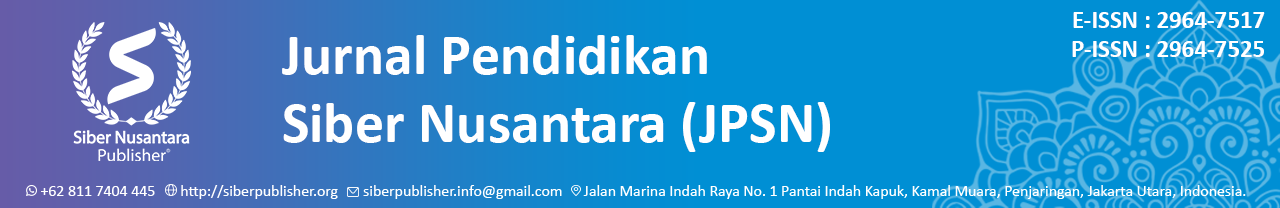 E-ISSN : 2964-7517
P-ISSN : 2964-7525
Jurnal Pendidikan
Siber Nusantara (JPSN)
S
Siber Nusantara
Publisher®
+62 811 7404 445 http://siberpublisher.org siberpublisher.info@gmail.com Jalan Marina Indah Raya No. 1 Pantai Indah Kapuk, Kamal Muara, Penjaringan, Jakarta Utara, Indonesia.